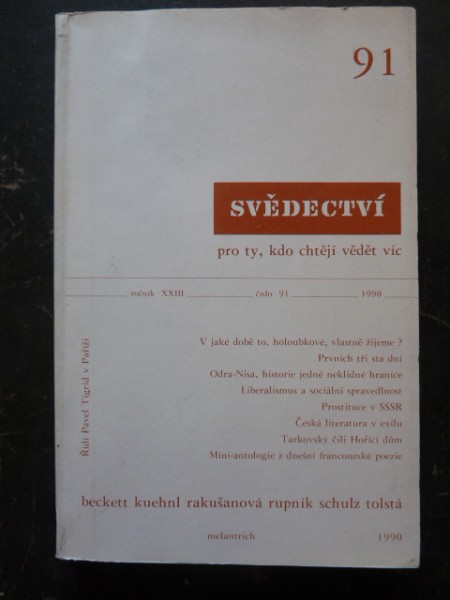 91
SVĚDECTVÍ
pro ty, kdo chtějí vědět víc
ročník XXIII číslo 91 1990
V jaké době to, holoubkové, vlastně žijeme?
Prvních tři sta dní
Odra-Nisa, historie jedné neklidné hranice
Liberalismus a sociální spravedlnost
Prostituce v SSSR
Česká literatura v exilu
Tarkovský čili Hořící dům
Mini-antologie z dnešní francouzské poezie
Řídí Pavel Tigrid v Paříži
beckett kuehnl rakušanová rupník schulz tolstá
melantrich 1990